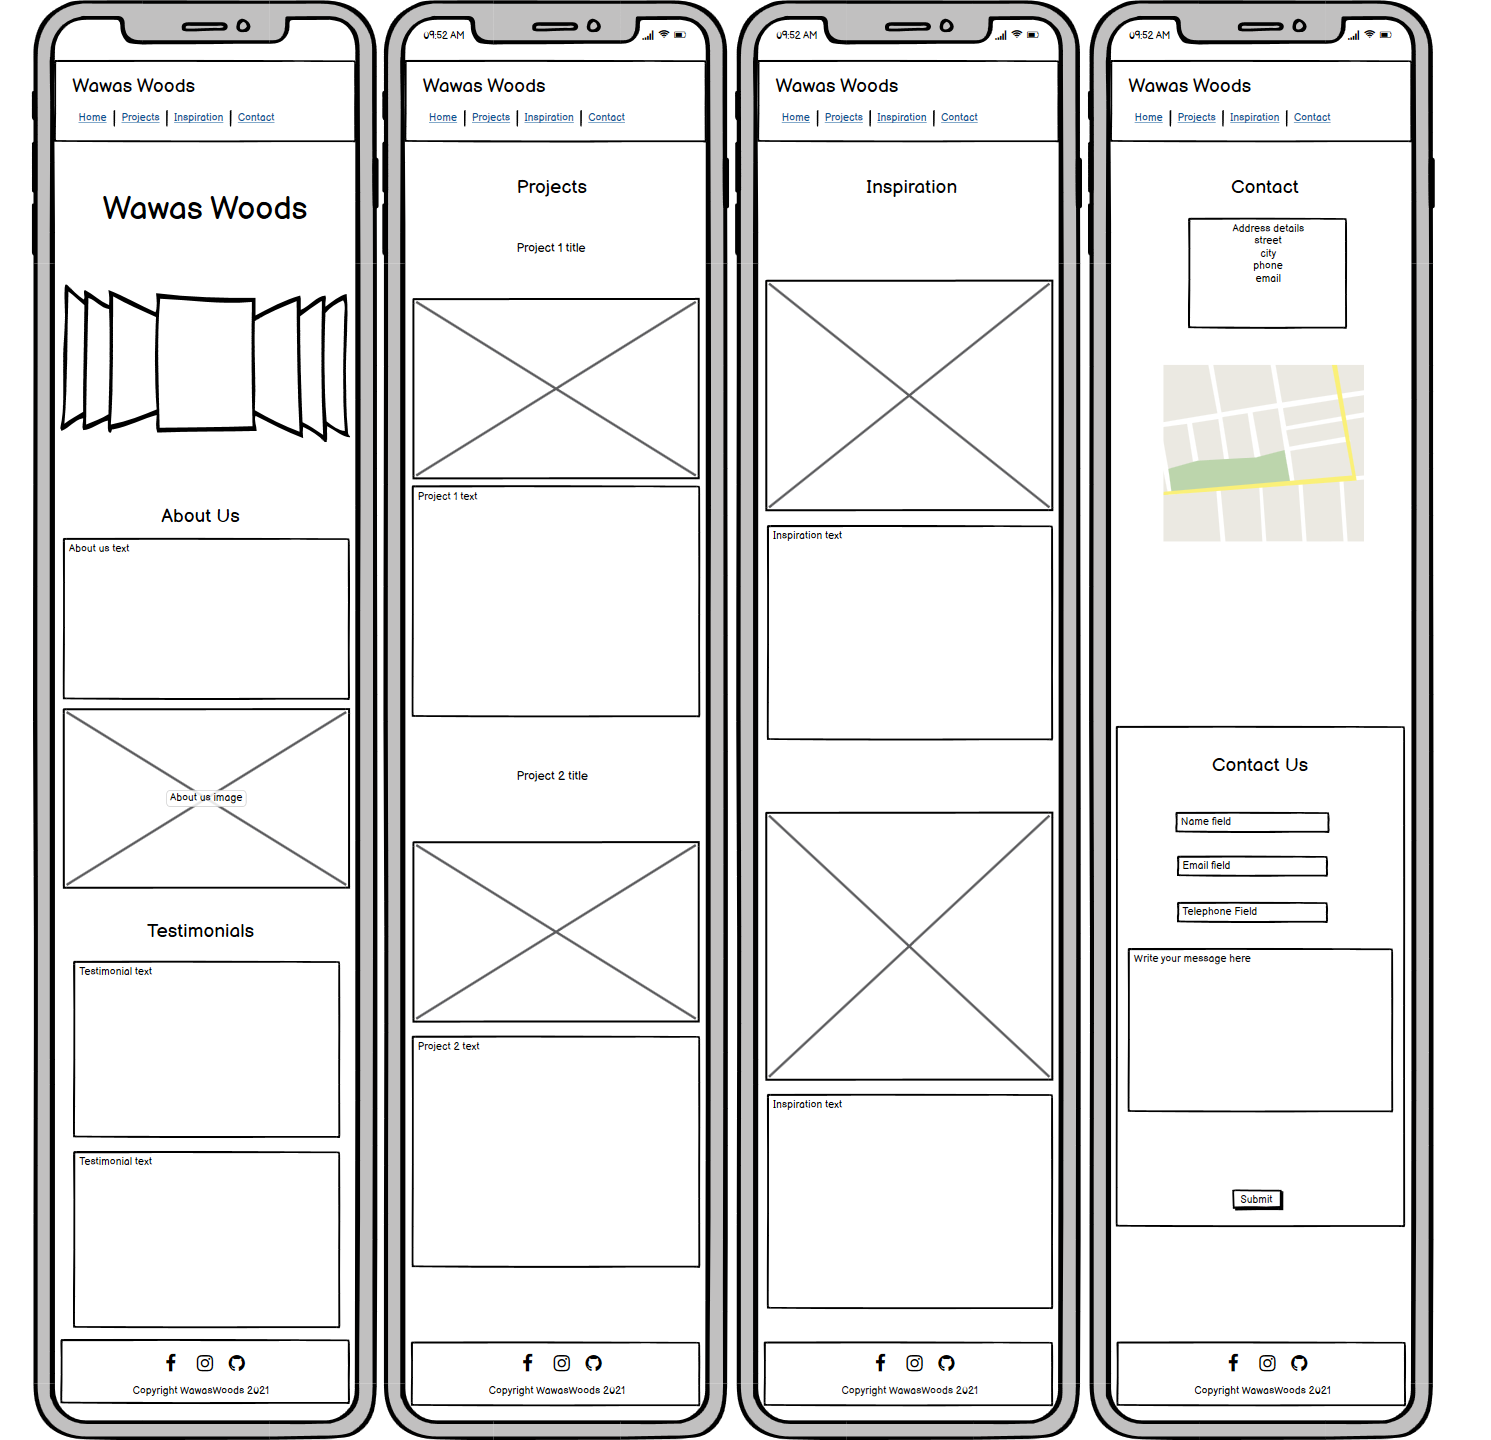 Wawas Woods
Home | Projects | Inspiration | Contact
Wawas Woods
About Us
About us text
About us image
Testimonials
Testimonial text
Testimonial text
Copyright WawasWoods 2021
09:52 AM
Wawas Woods
Home | Projects | Inspiration | Contact
Projects
Project 1 title
Project 1 text
Project 2 title
Project 2 text
Copyright WawasWoods 2021
09:52 AM
Wawas Woods
Home | Projects | Inspiration | Contact
Inspiration
Inspiration text
Inspiration text
Copyright WawasWoods 2021
09:52 AM
Wawas Woods
Home | Projects | Inspiration | Contact
Contact
Address details
street
city
phone
email
Contact Us
Name field
Email field
Telephone Field
Write your message here
Submit
Copyright WawasWoods 2021